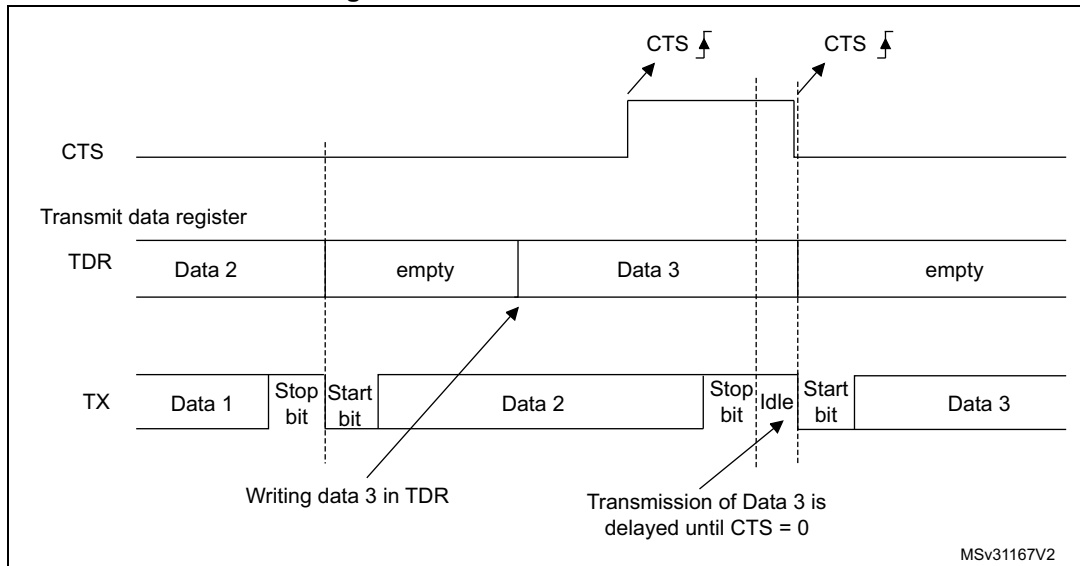 CTS CTS
CTS
Transmit data register
TDR Data 2 empty Data 3 empty
TX Data 1 Stop bit Start bit Data 2 Stop bit Idle Start bit Data 3
Writing data 3 in TDR
Transmission of Data 3 is
delayed until CTS = 0
MSv31167V2